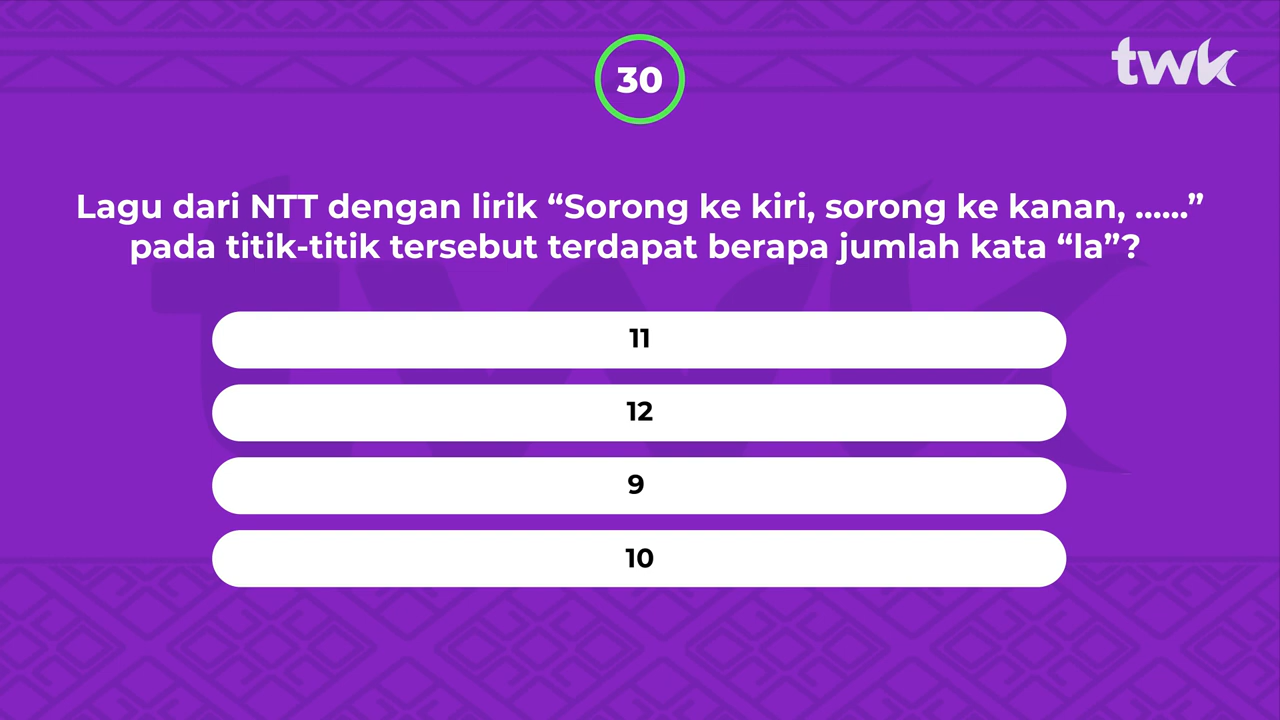 30
twk
Lagu dari NTT dengan lirik “Sorong ke kiri, sorong ke kanan, ......”
pada titik-titik tersebut terdapat berapa jumlah kata “la”?
11
12
9
10